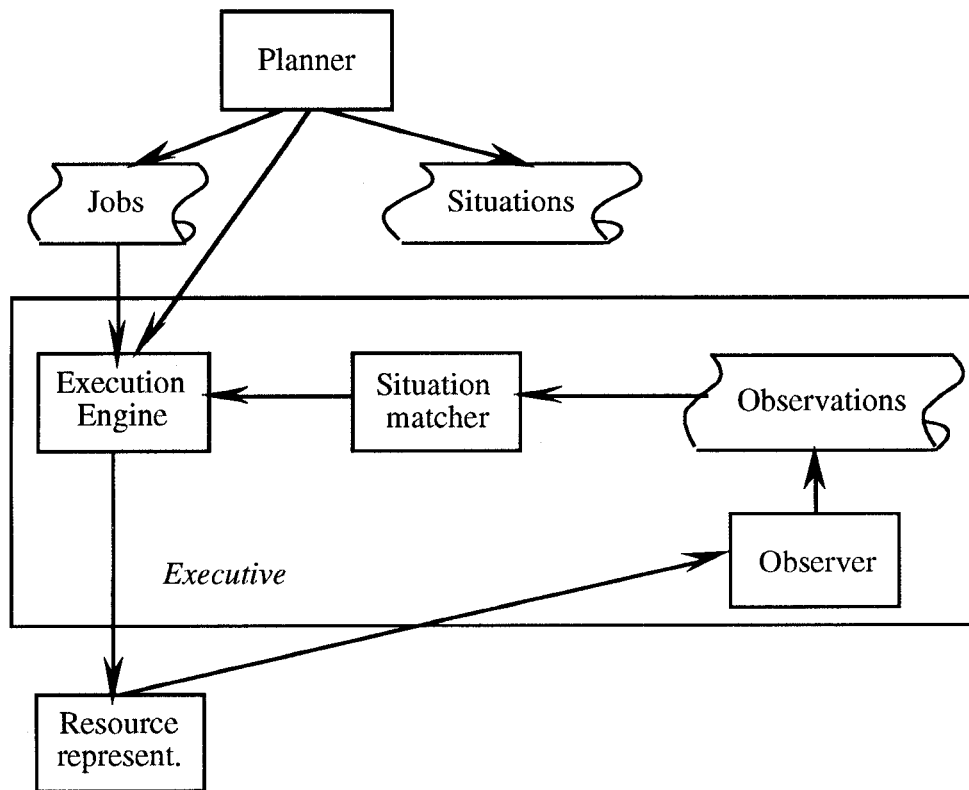 Planner
Jobs
Situations
Execution
Engine
Situation
matcher
Observations
Observer
Executive
Resource
represent.